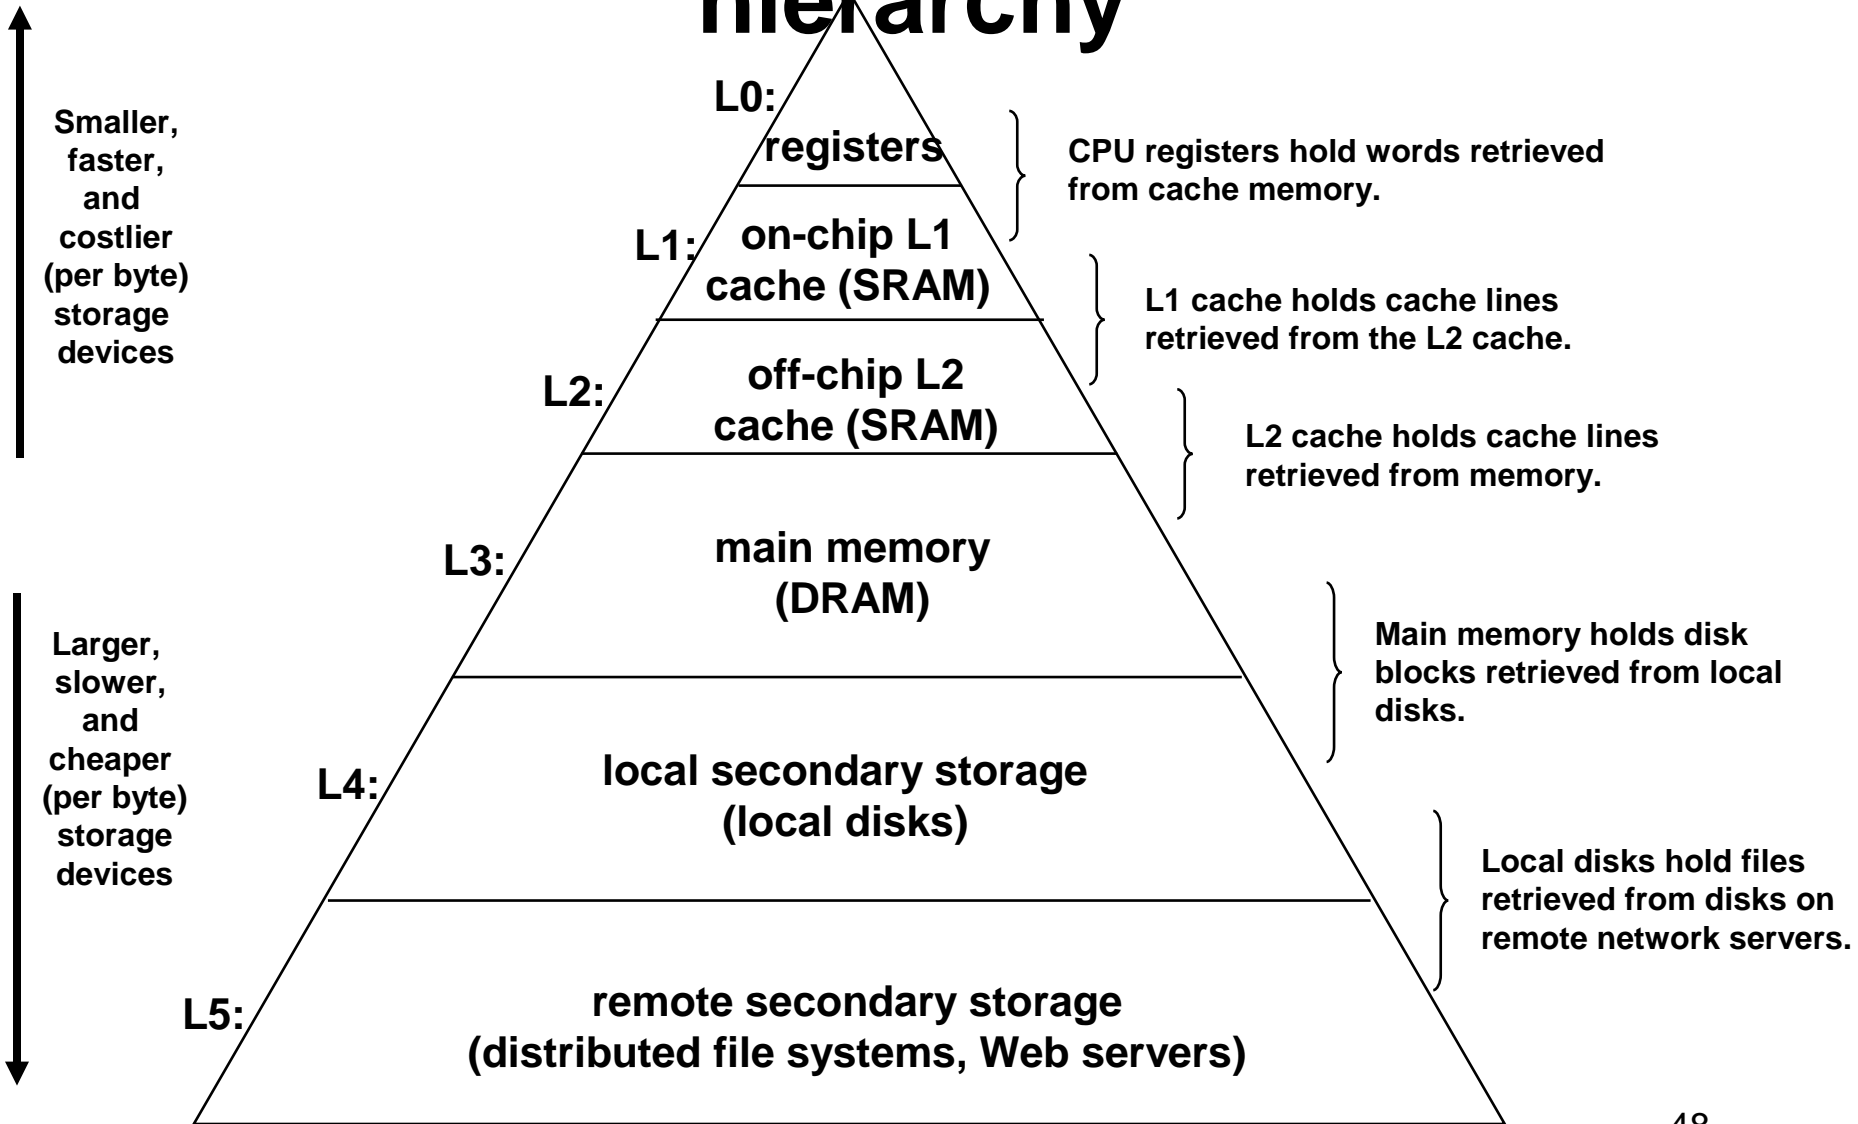 hierarchy
L0:
registers
CPU registers hold words retrieved
from cache memory.
Smaller,
faster,
and
costlier
(per byte)
storage
devices
L1:
on-chip L1
cache (SRAM)
L1 cache holds cache lines
retrieved from the L2 cache.
L2:
off-chip L2
cache (SRAM)
L2 cache holds cache lines
retrieved from memory.
L3:
main memory
(DRAM)
Main memory holds disk
blocks retrieved from local
disks.
Larger,
slower,
and
cheaper
(per byte)
storage
devices
L4:
local secondary storage
(local disks)
Local disks hold files
retrieved from disks on
remote network servers.
L5:
remote secondary storage
(distributed file systems, Web servers)
48